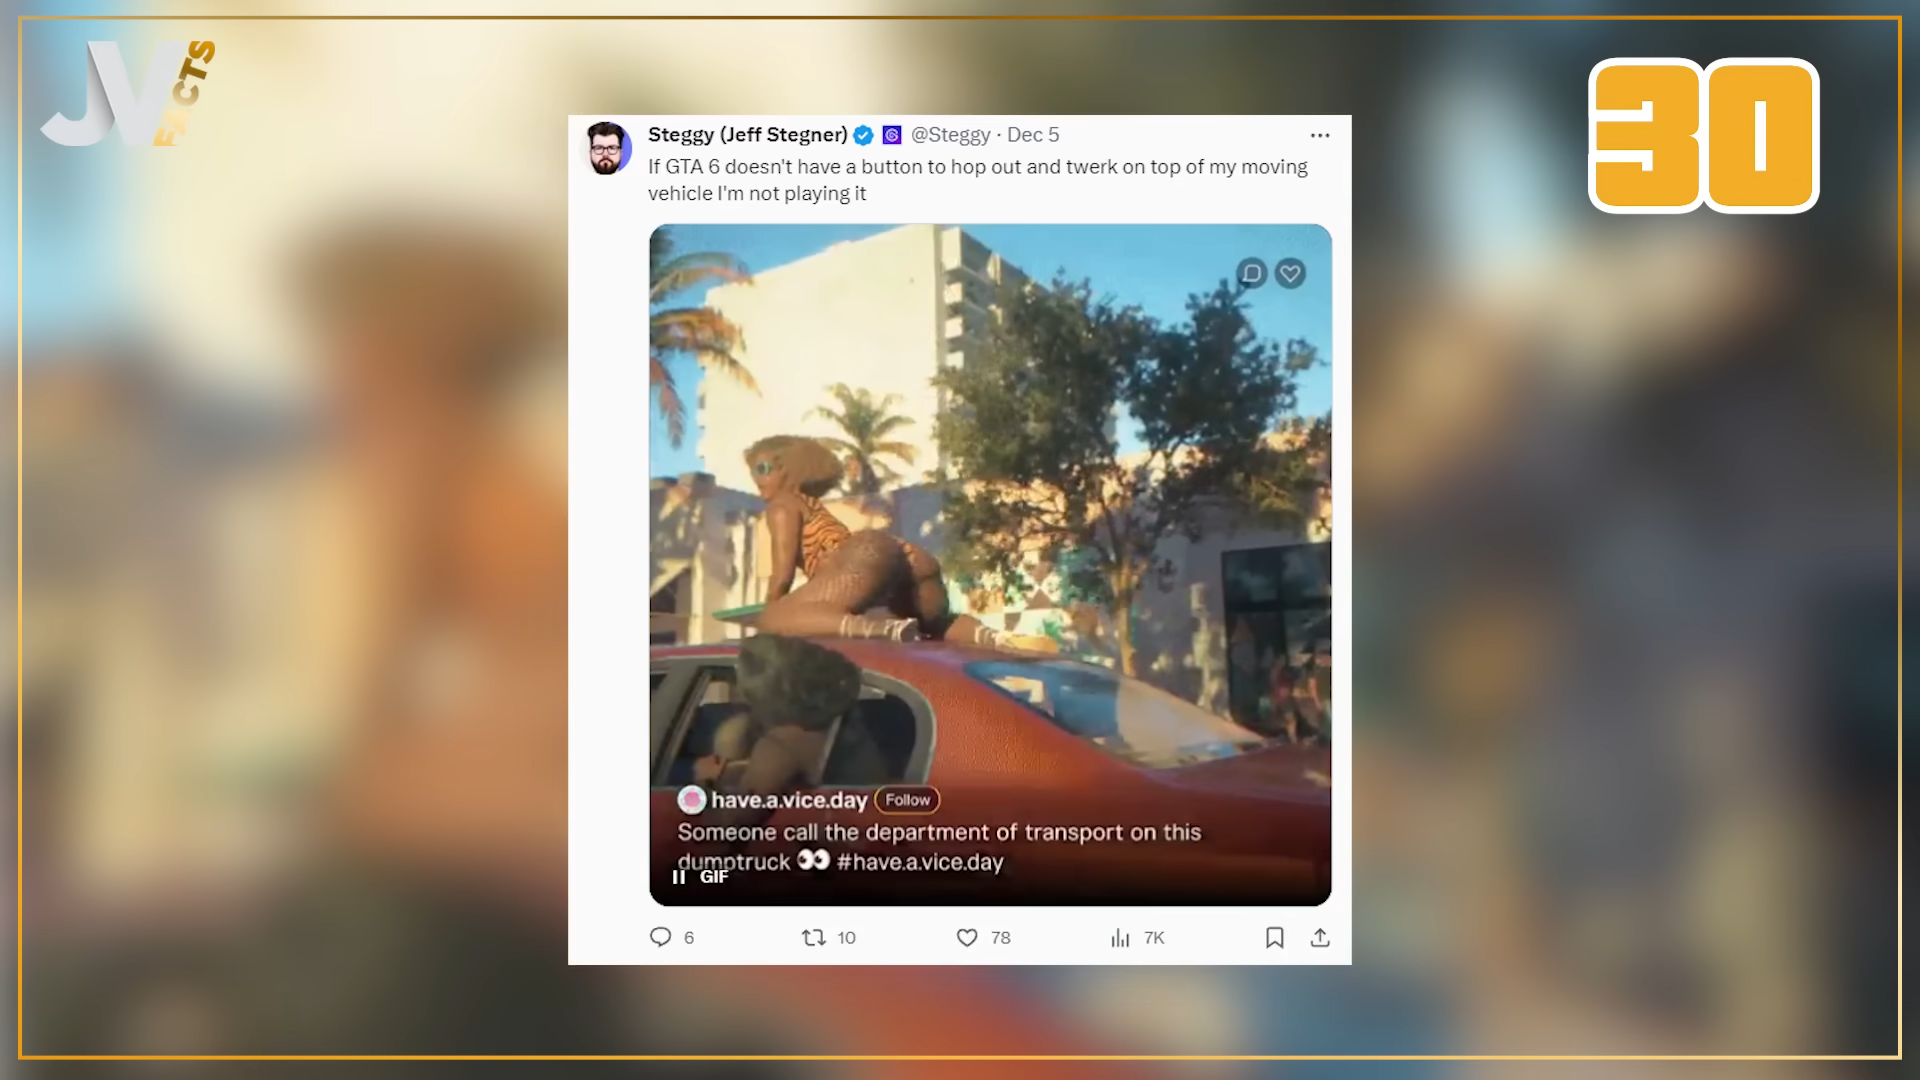 JV FACTS
30
Steggy (Jeff Stegner) @Steggy · Dec 5
If GTA 6 doesn't have a button to hop out and twerk on top of my moving
vehicle I'm not playing it
have.a.vice.day Follow
Someone call the department of transport on this
dumptruck 👀 #have.a.vice.day
GIF
6 10 78 7K